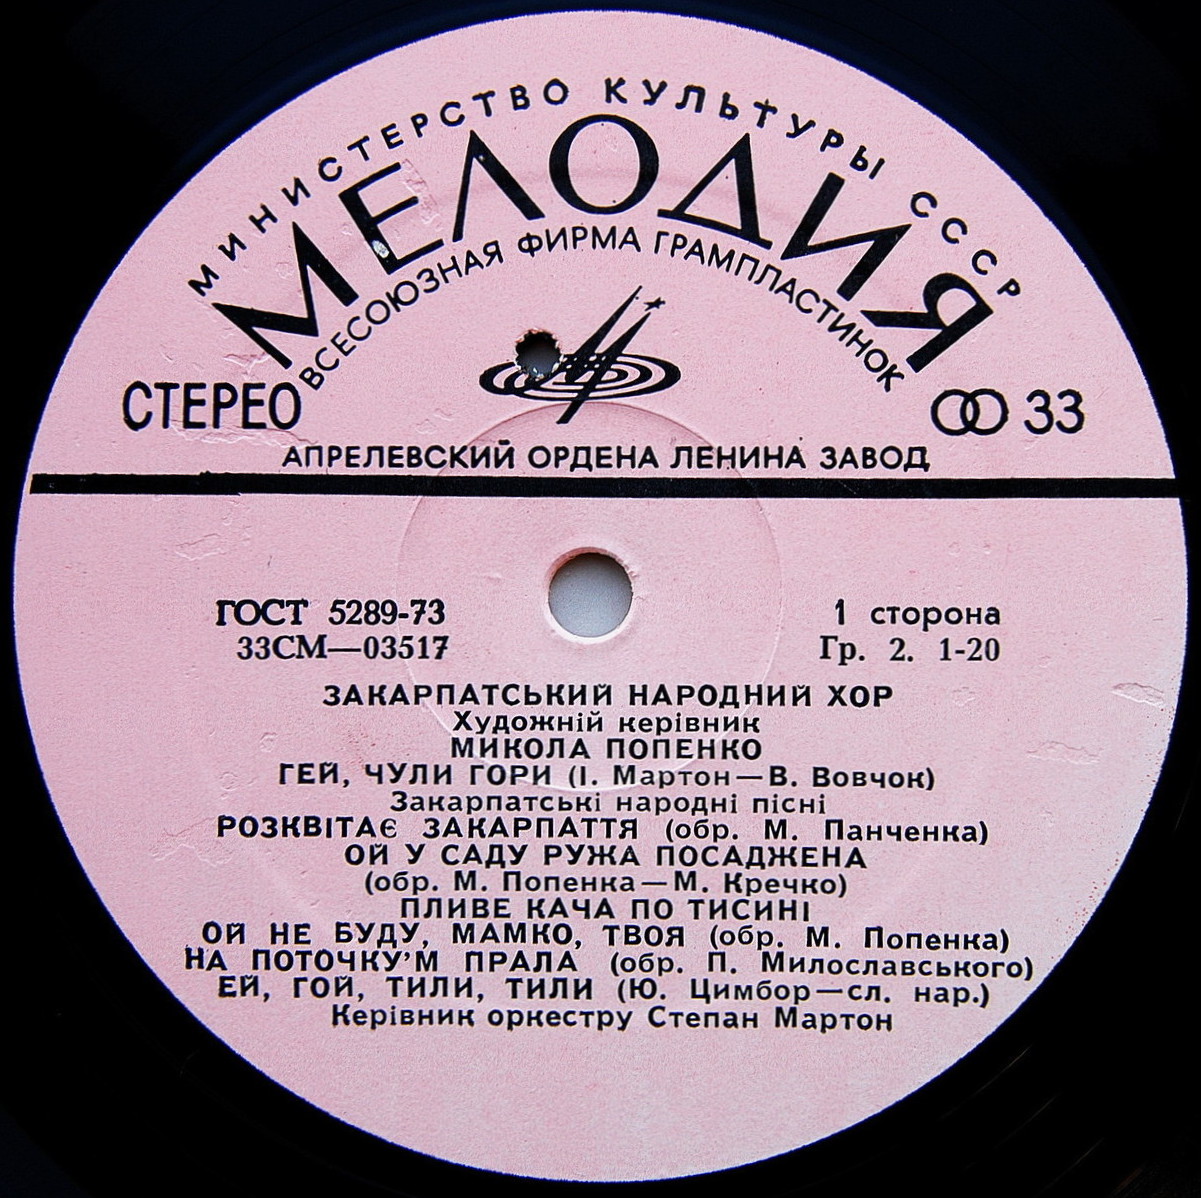 МИНИСТЕРСТВО КУЛЬТУРЫ СССР
МЕЛОДИЯ
ВСЕСОЮЗНАЯ ФИРМА ГРАМПЛАСТИНОК
СТЕРЕО 33
АПРЕЛЕВСКИЙ ОРДЕНА ЛЕНИНА ЗАВОД
ГОСТ 5289-73 1 сторона
33СМ—03517 Гр. 2. 1-20
ЗАКАРПАТСЬКИЙ НАРОДНИЙ ХОР
Художній керівник
МИКОЛА ПОПЕНКО
ГЕЙ, ЧУЛИ ГОРИ (І. Мартон—В. Вовчок)
Закарпатські народні пісні
РОЗКВІТАЄ ЗАКАРПАТТЯ (обр. М. Панченка)
ОЙ У САДУ РУЖА ПОСАДЖЕНА
(обр. М. Попенка—М. Кречко)
ПЛИВЕ КАЧА ПО ТИСИНІ
ОЙ НЕ БУДУ, МАМКО, ТВОЯ (обр. М. Попенка)
НА ПОТОЧКУ'М ПРАЛА (обр. П. Милославського)
ЕЙ, ГОЙ, ТИЛИ, ТИЛИ (Ю. Цимбор—сл. нар.)
Керівник оркестру Степан Мартон